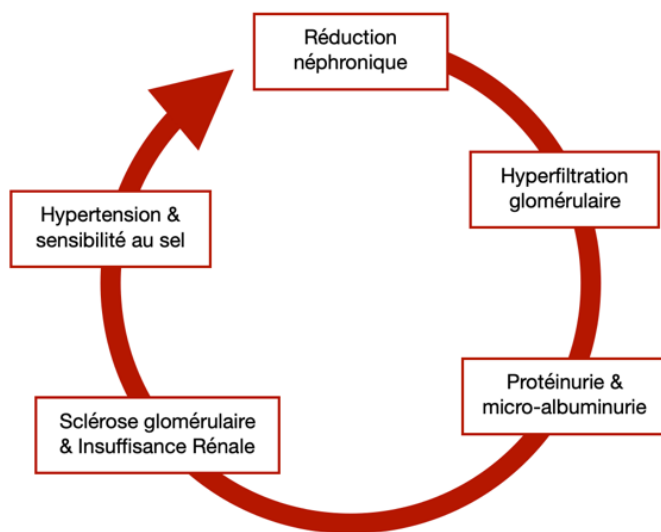 Réduction
néphronique
Hyperfiltration
glomérulaire
Protéinurie &
micro-albuminurie
Sclérose glomérulaire
& Insuffisance Rénale
Hypertension &
sensibilité au sel